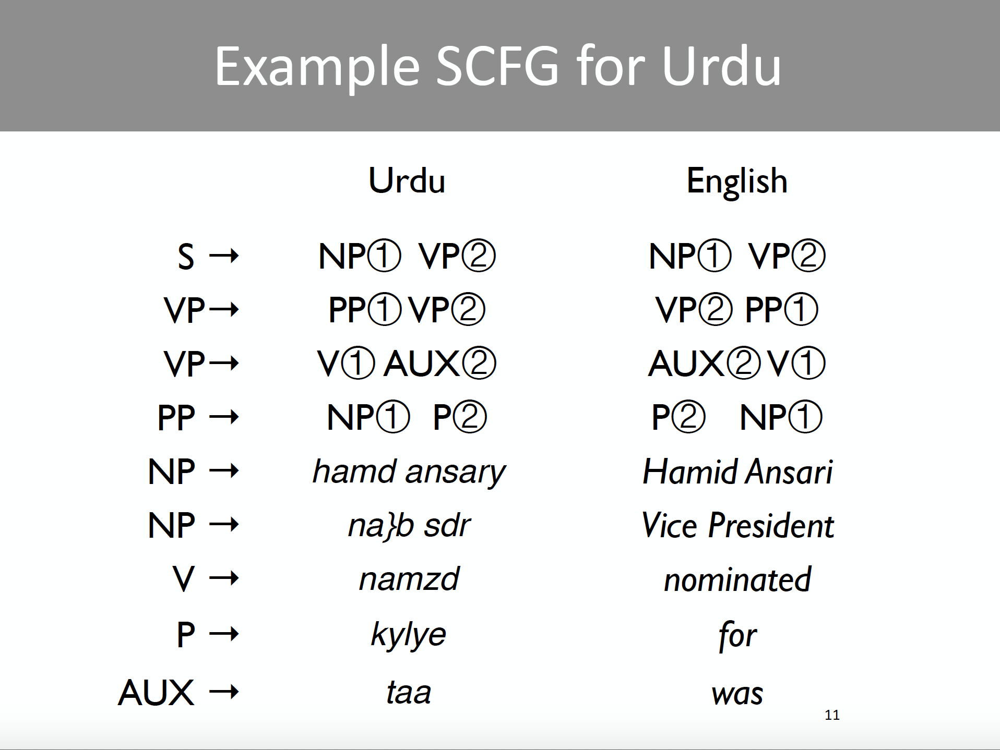 Example SCFG for Urdu
Urdu English
S → NP① VP② NP① VP②
VP→ PP① VP② VP② PP①
VP→ V① AUX② AUX② V①
PP → NP① P② P② NP①
NP → hamd ansary Hamid Ansari
NP → na}b sdr Vice President
V → namzd nominated
P → kylye for
AUX → taa was
11